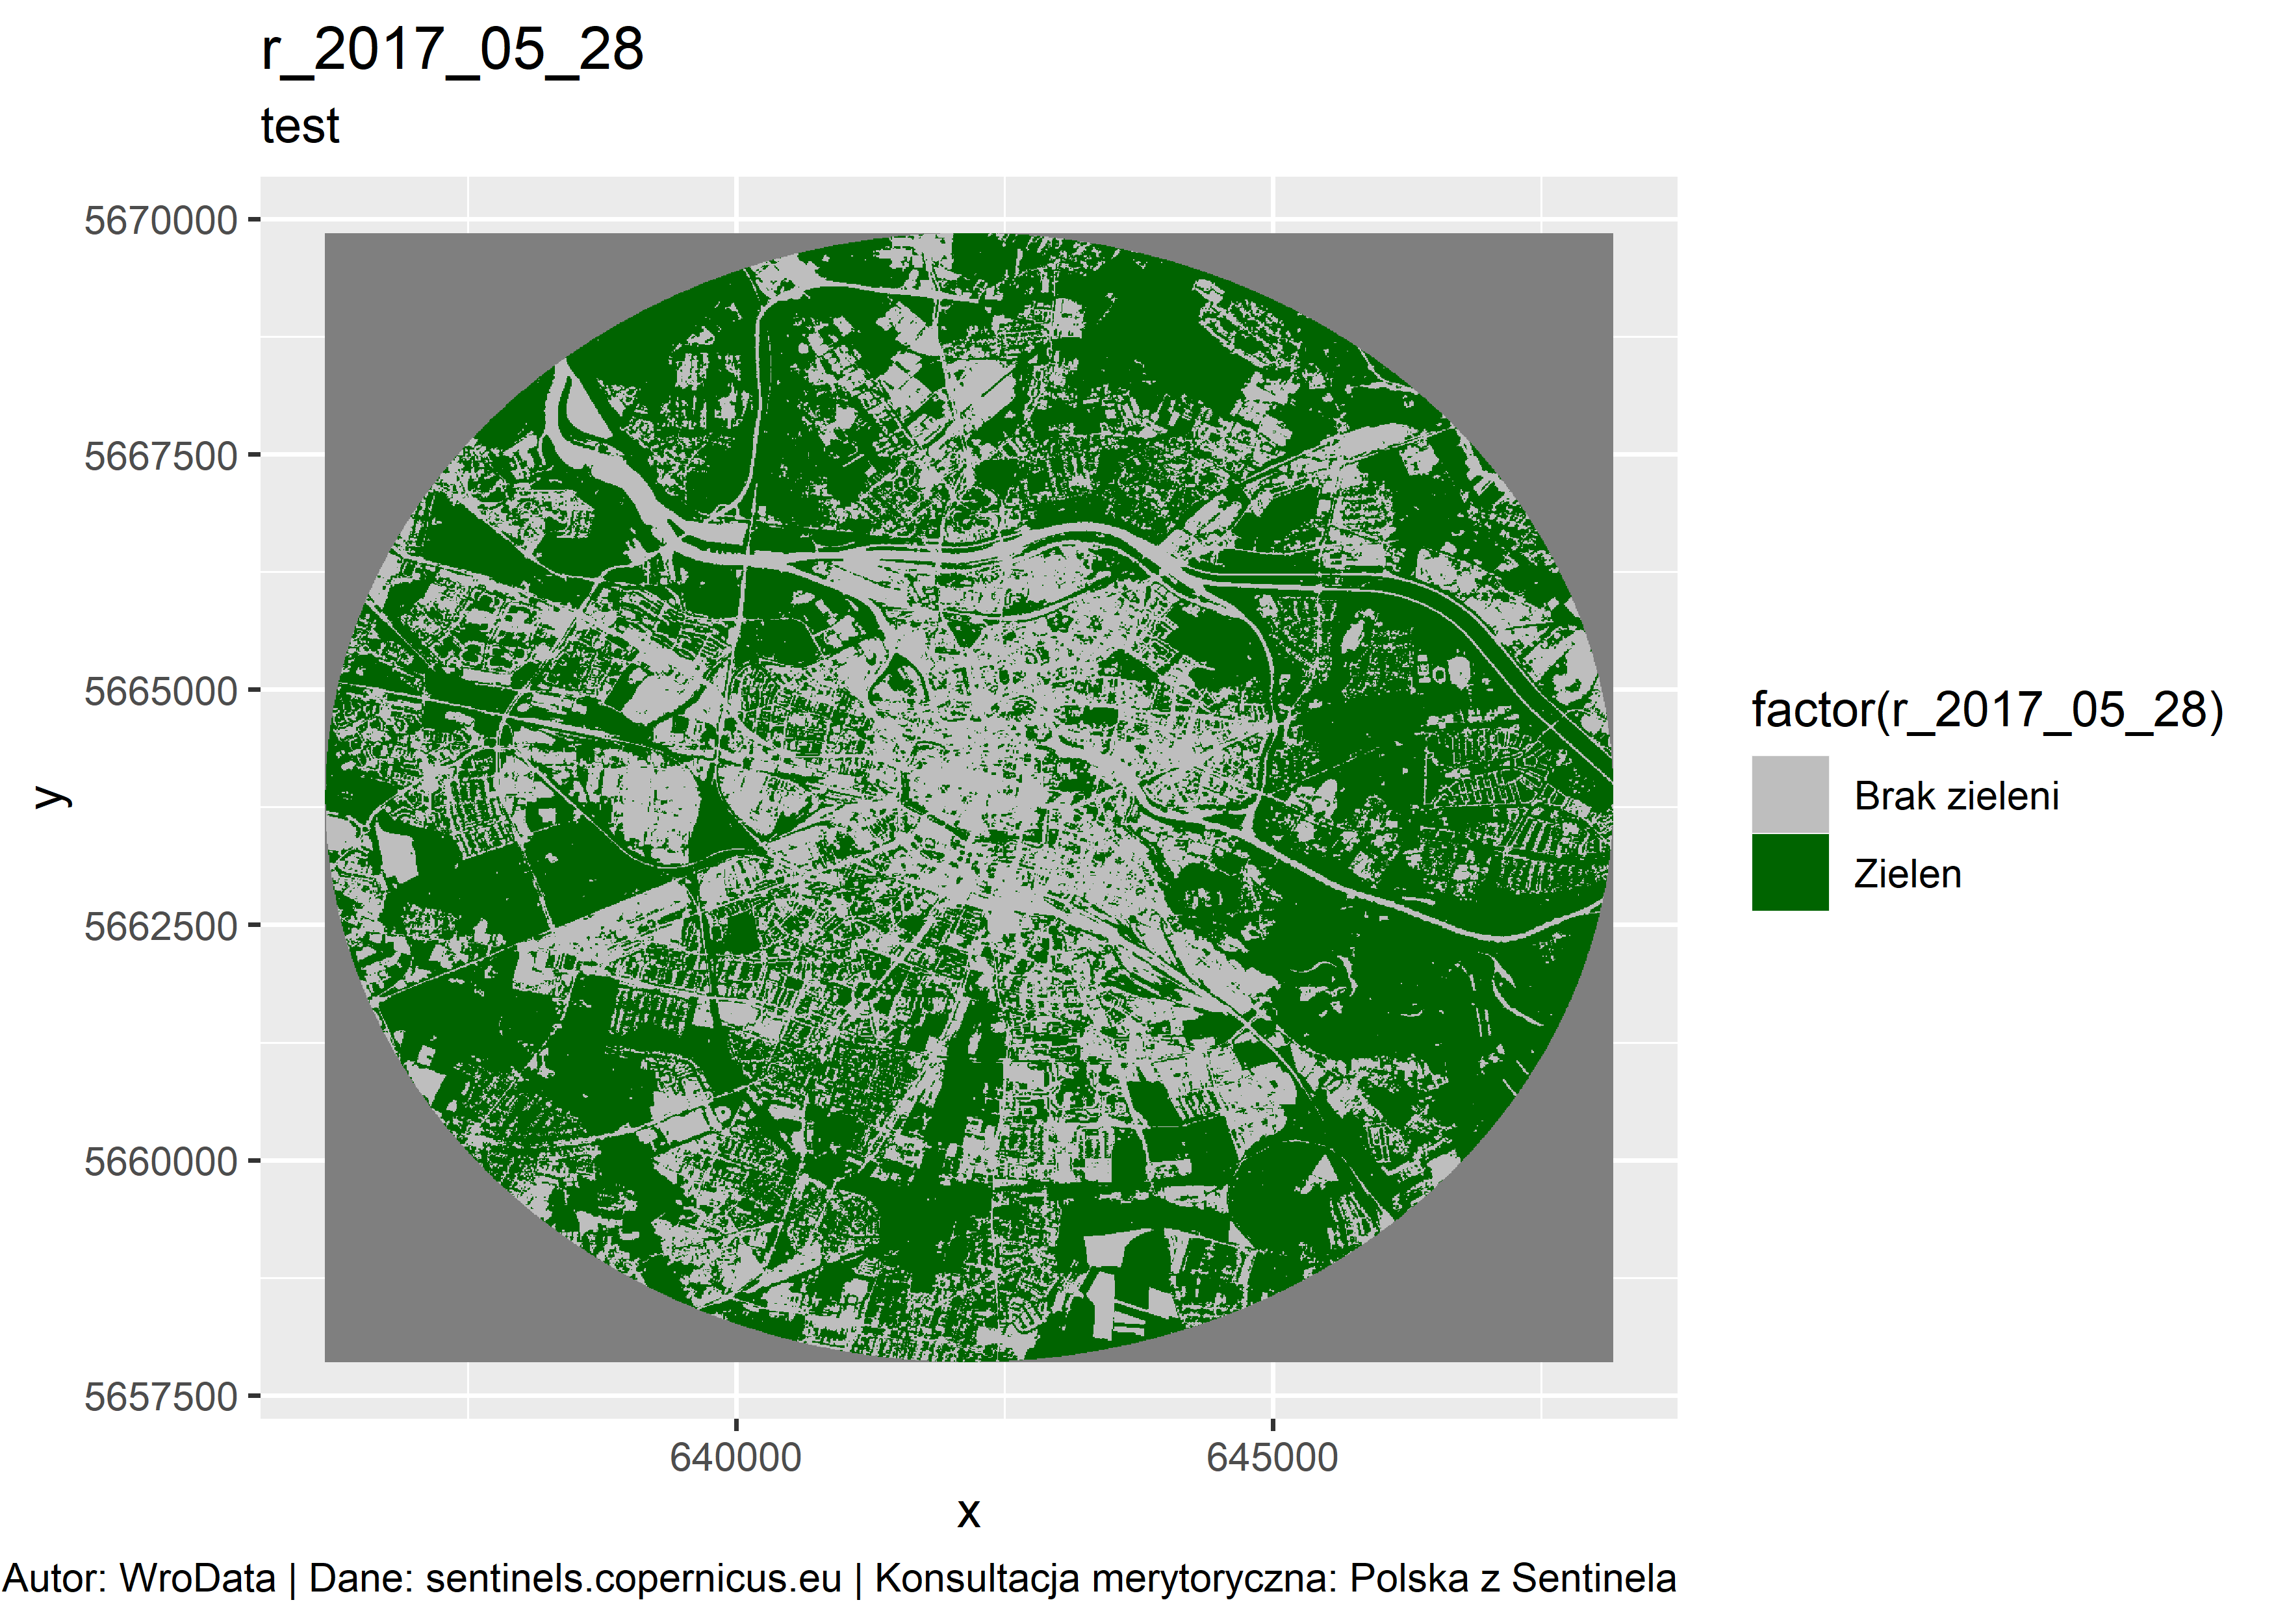 r_2017_05_28
test
5670000
5667500
5665000
5662500
5660000
5657500
y
640000 645000
x
factor(r_2017_05_28)
Brak zieleni
Zielen
Autor: WroData | Dane: sentinels.copernicus.eu | Konsultacja merytoryczna: Polska z Sentinela